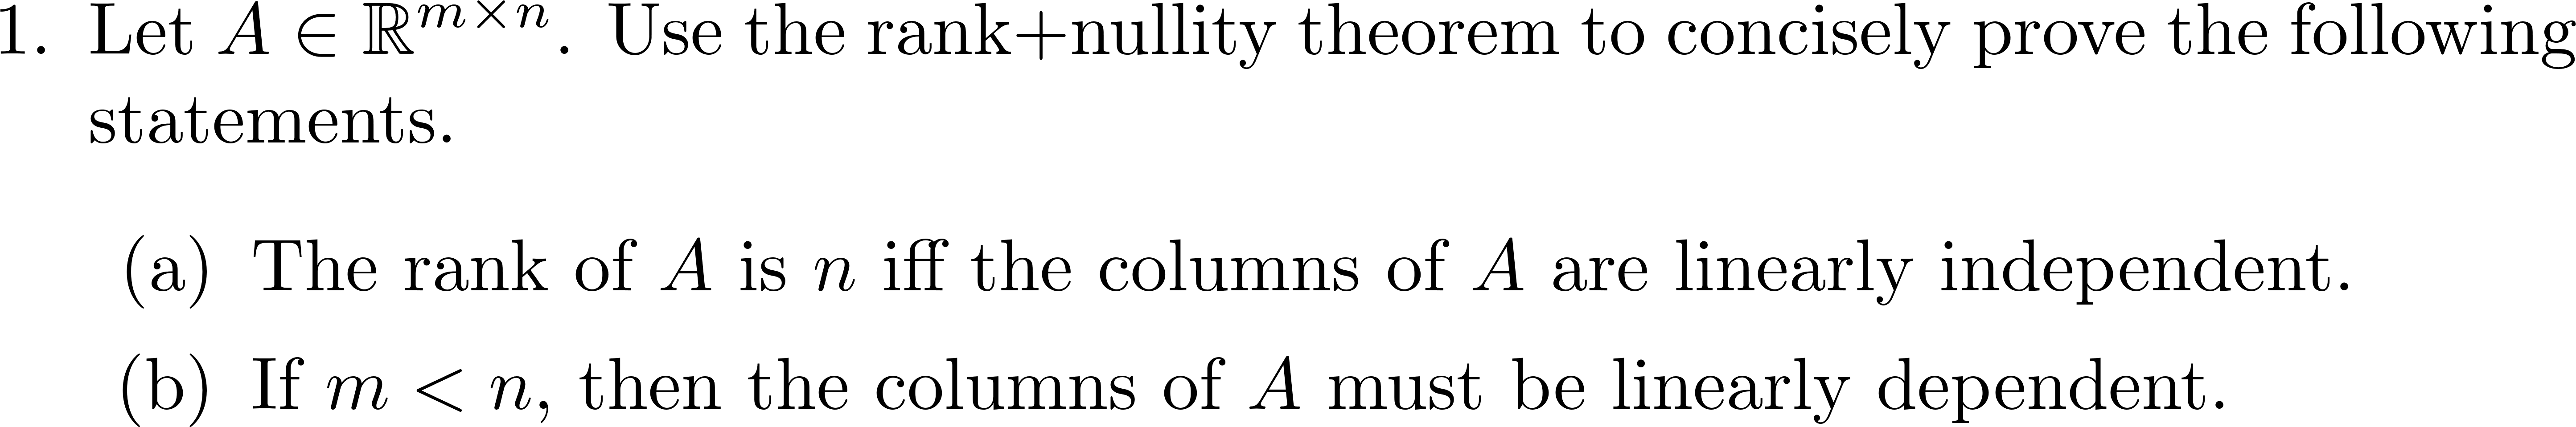 1. Let A ∈ ℝ^{m×n}. Use the rank+nullity theorem to concisely prove the following
statements.
(a) The rank of A is n iff the columns of A are linearly independent.
(b) If m < n, then the columns of A must be linearly dependent.